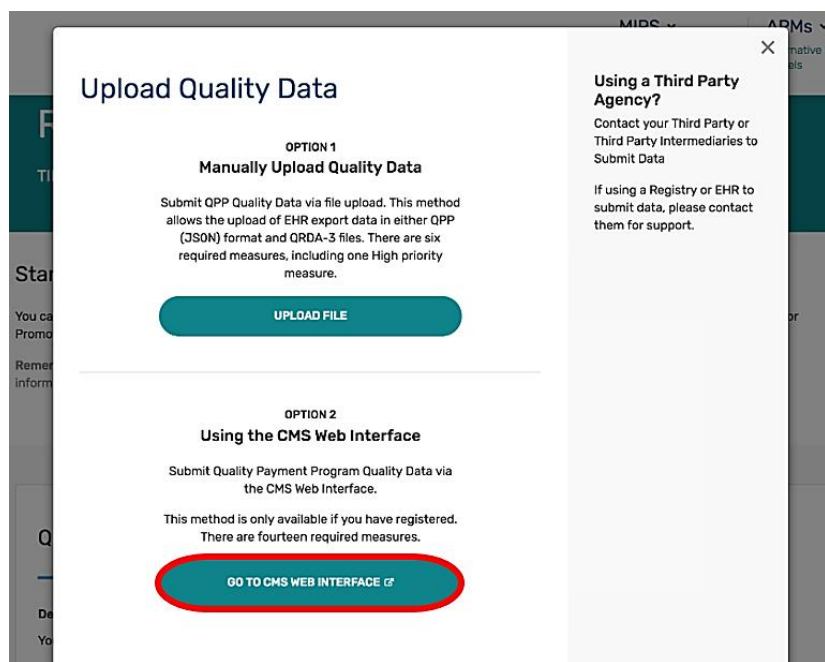 MIPS
APMs
Upload Quality Data
OPTION 1
Manually Upload Quality Data
Submit QPP Quality Data via file upload. This method
allows the upload of EHR export data in either QPP
(JSON) format and QRDA-3 files. There are six
required measures, including one High priority
measure.
UPLOAD FILE
OPTION 2
Using the CMS Web Interface
Submit Quality Payment Program Quality Data via
the CMS Web Interface.
This method is only available if you have registered.
There are fourteen required measures.
GO TO CMS WEB INTERFACE
Using a Third Party
Agency?
Contact your Third Party or
Third Party Intermediaries to
Submit Data
If using a Registry or EHR to
submit data, please contact
them for support.